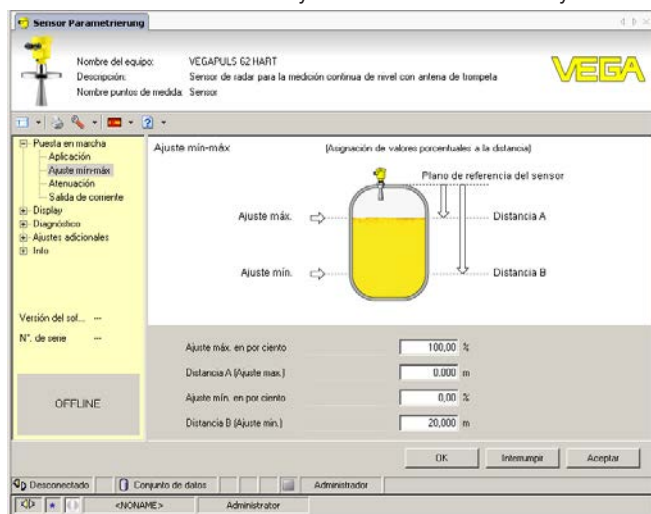 Sensor Parametrierung
Nombre del equipo: VEGAPULS 62 HART
Descripción: Sensor de radar para la medición continua de nivel con antena de trompeta
Nombre puntos de medida: Sensor
VEGA
Puesta en marcha
Aplicación
Ajuste mín-máx
Atenuación
Salida de corriente
Display
Diagnóstico
Ajustes adicionales
Info
Versión del sof... ---
N°. de serie ---
OFFLINE
Ajuste mín-máx (Asignación de valores porcentuales a la distancia)
Plano de referencia del sensor
Ajuste máx. Distancia A
Ajuste mín. Distancia B
Ajuste máx. en por ciento 100,00 %
Distancia A (Ajuste max.) 0.000 m
Ajuste mín. en por ciento 0,00 %
Distancia B (Ajuste min.) 20,000 m
OK Interrumpir Aceptar
Desconectado Conjunto de datos Administrador
<NONAME> Administrator